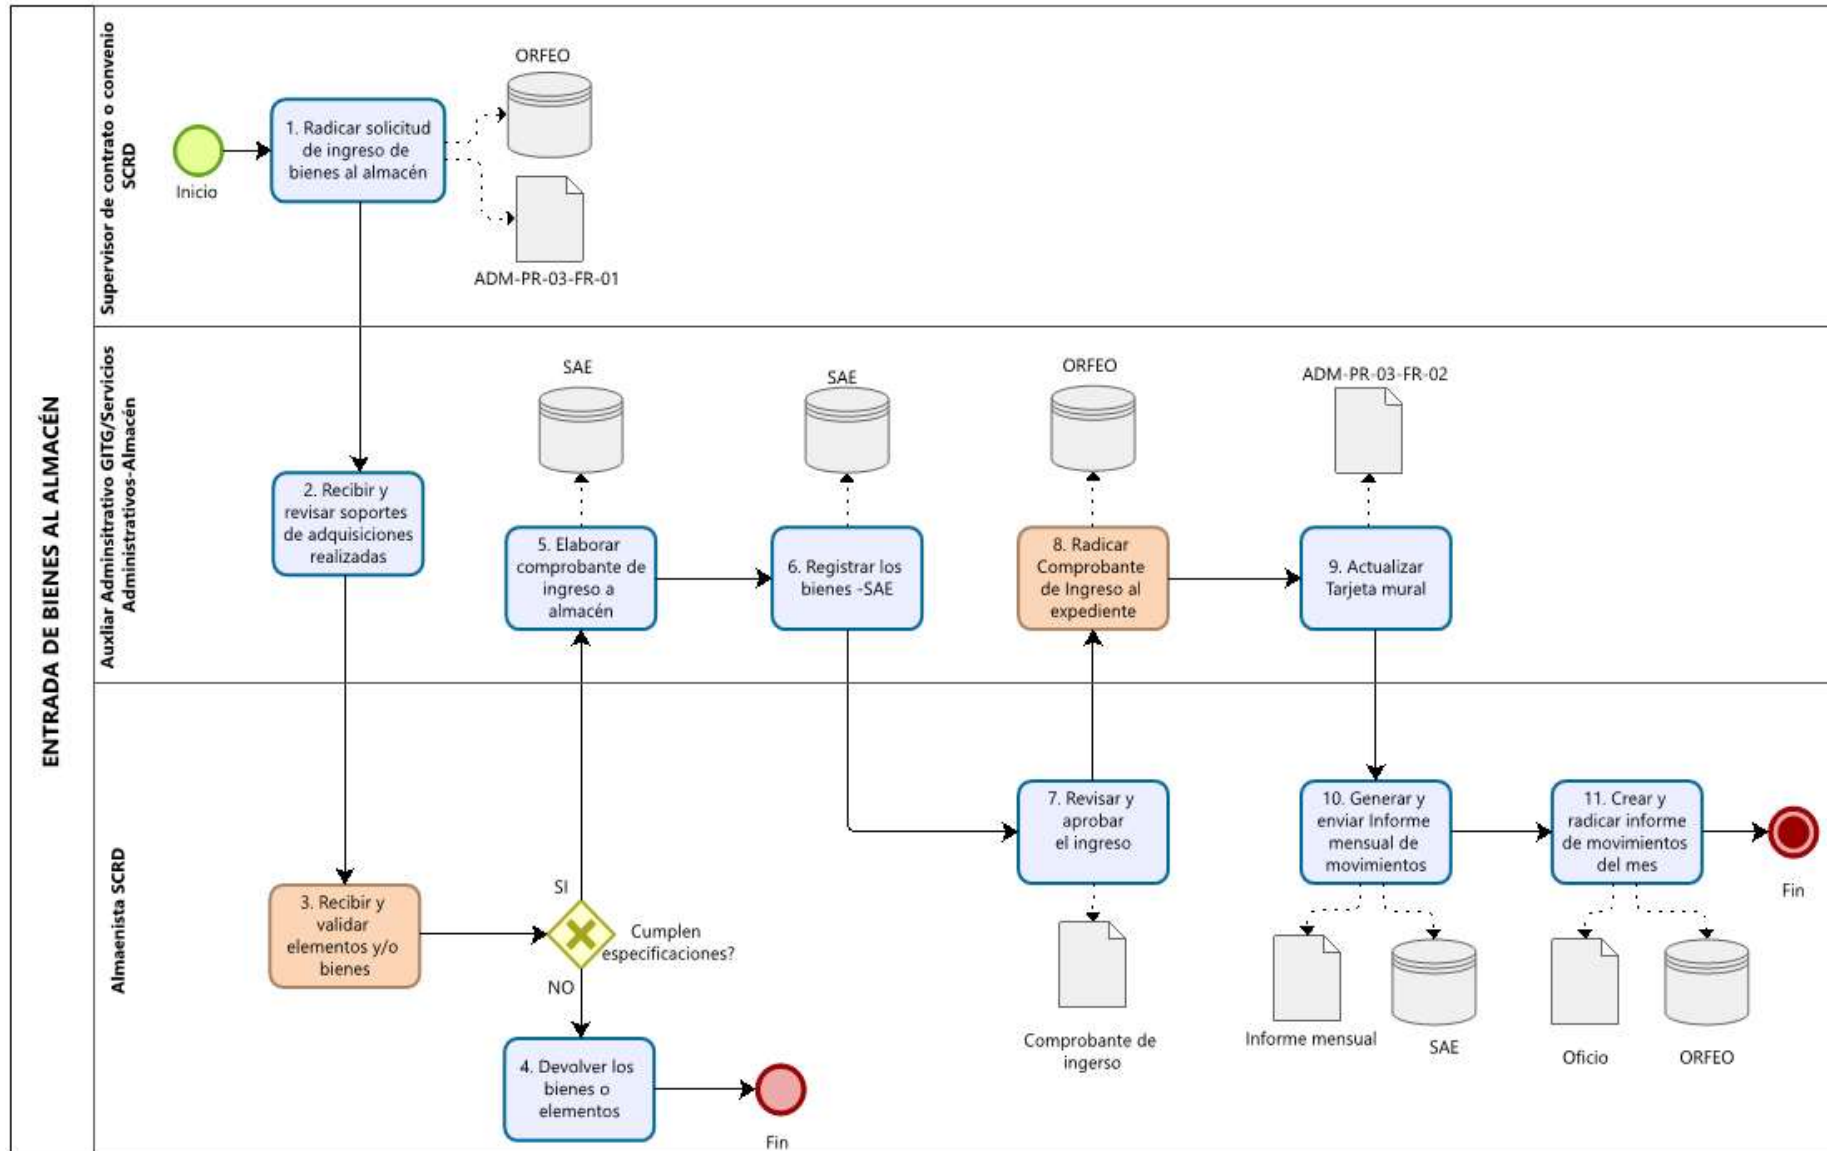 ENTRADA DE BIENES AL ALMACÉN
Supervisor de contrato o convenio
SCRD
Inicio
1. Radicar solicitud
de ingreso de
bienes al almacén
ORFEO
ADM-PR-03-FR-01
Auxliar Adminsitrativo GITG/Servicios
Administrativos-Almacén
2. Recibir y
revisar soportes
de adquisiciones
realizadas
SAE
5. Elaborar
comprobante de
ingreso a
almacén
SAE
6. Registrar los
bienes -SAE
ORFEO
8. Radicar
Comprobante
de Ingreso al
expediente
ADM-PR-03-FR-02
9. Actualizar
Tarjeta mural
Almaenista SCRD
3. Recibir y
validar
elementos y/o
bienes
SI
Cumplen
especificaciones?
NO
4. Devolver los
bienes o
elementos
Fin
7. Revisar y
aprobar
el ingreso
Comprobante de
ingerso
10. Generar y
enviar Informe
mensual de
movimientos
Informe mensual
SAE
11. Crear y
radicar informe
de movimientos
del mes
Oficio
ORFEO
Fin